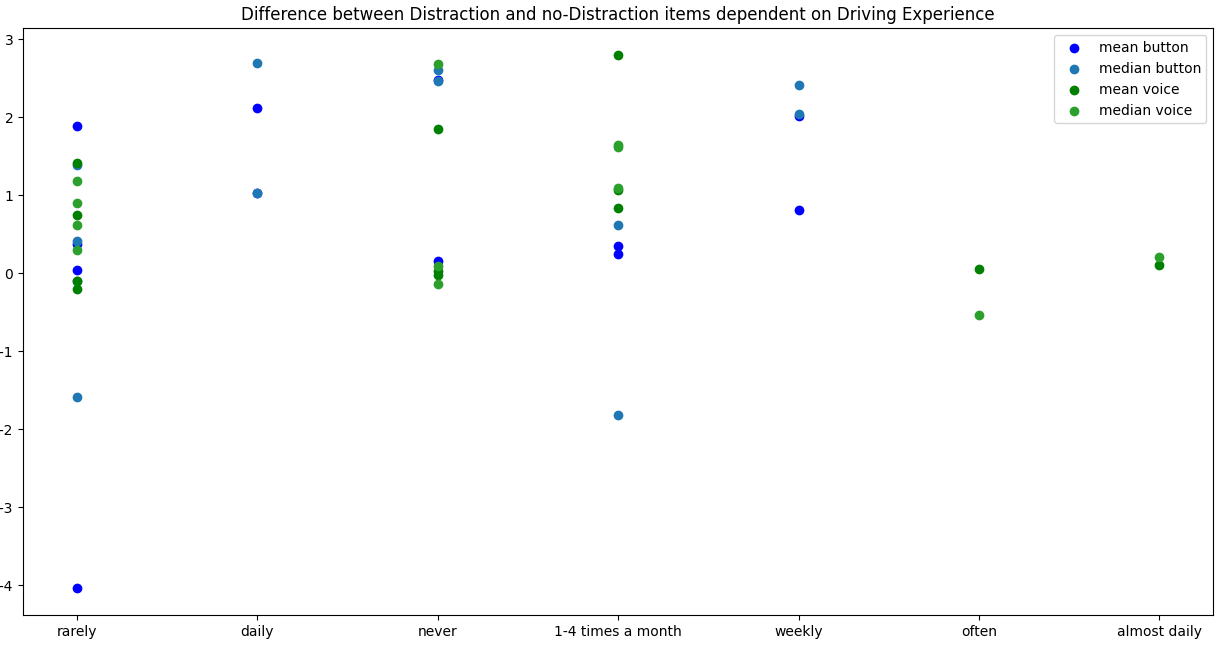 Difference between Distraction and no-Distraction items dependent on Driving Experience
mean button
median button
mean voice
median voice
3
2
1
0
-1
-2
-3
-4
rarely daily never 1-4 times a month weekly often almost daily